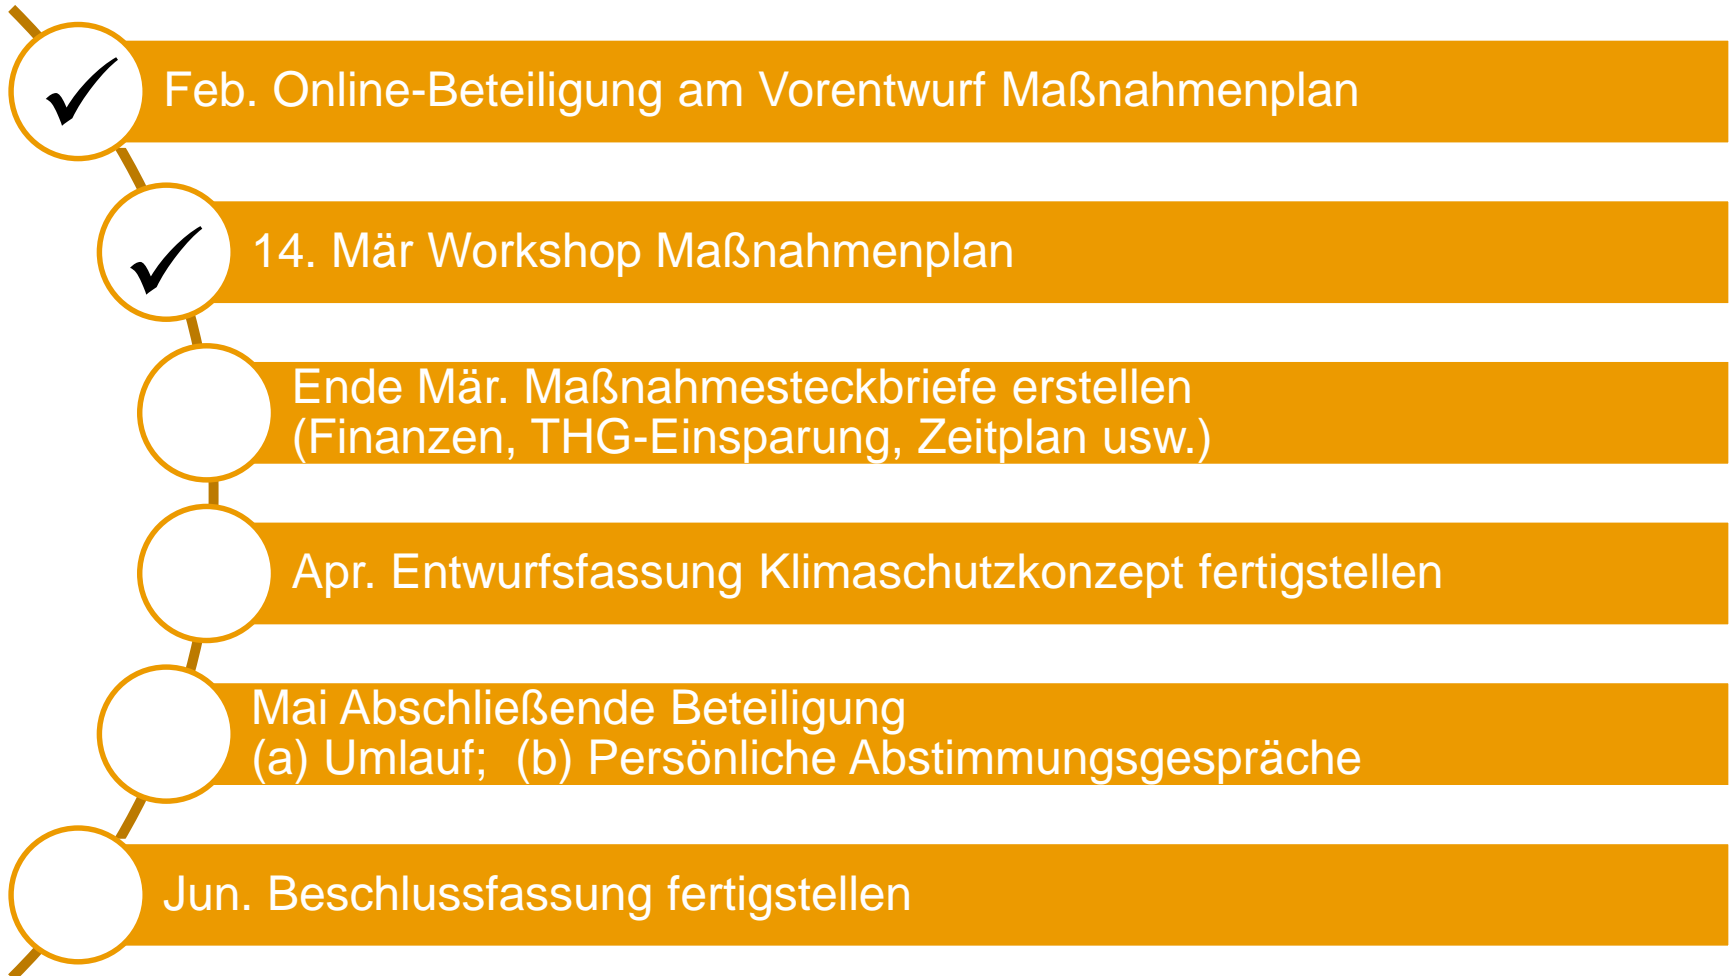 Feb. Online-Beteiligung am Vorentwurf Maßnahmenplan
14. Mär Workshop Maßnahmenplan
Ende Mär. Maßnahmesteckbriefe erstellen
(Finanzen, THG-Einsparung, Zeitplan usw.)
Apr. Entwurfsfassung Klimaschutzkonzept fertigstellen
Mai Abschließende Beteiligung
(a) Umlauf;  (b) Persönliche Abstimmungsgespräche
Jun. Beschlussfassung fertigstellen